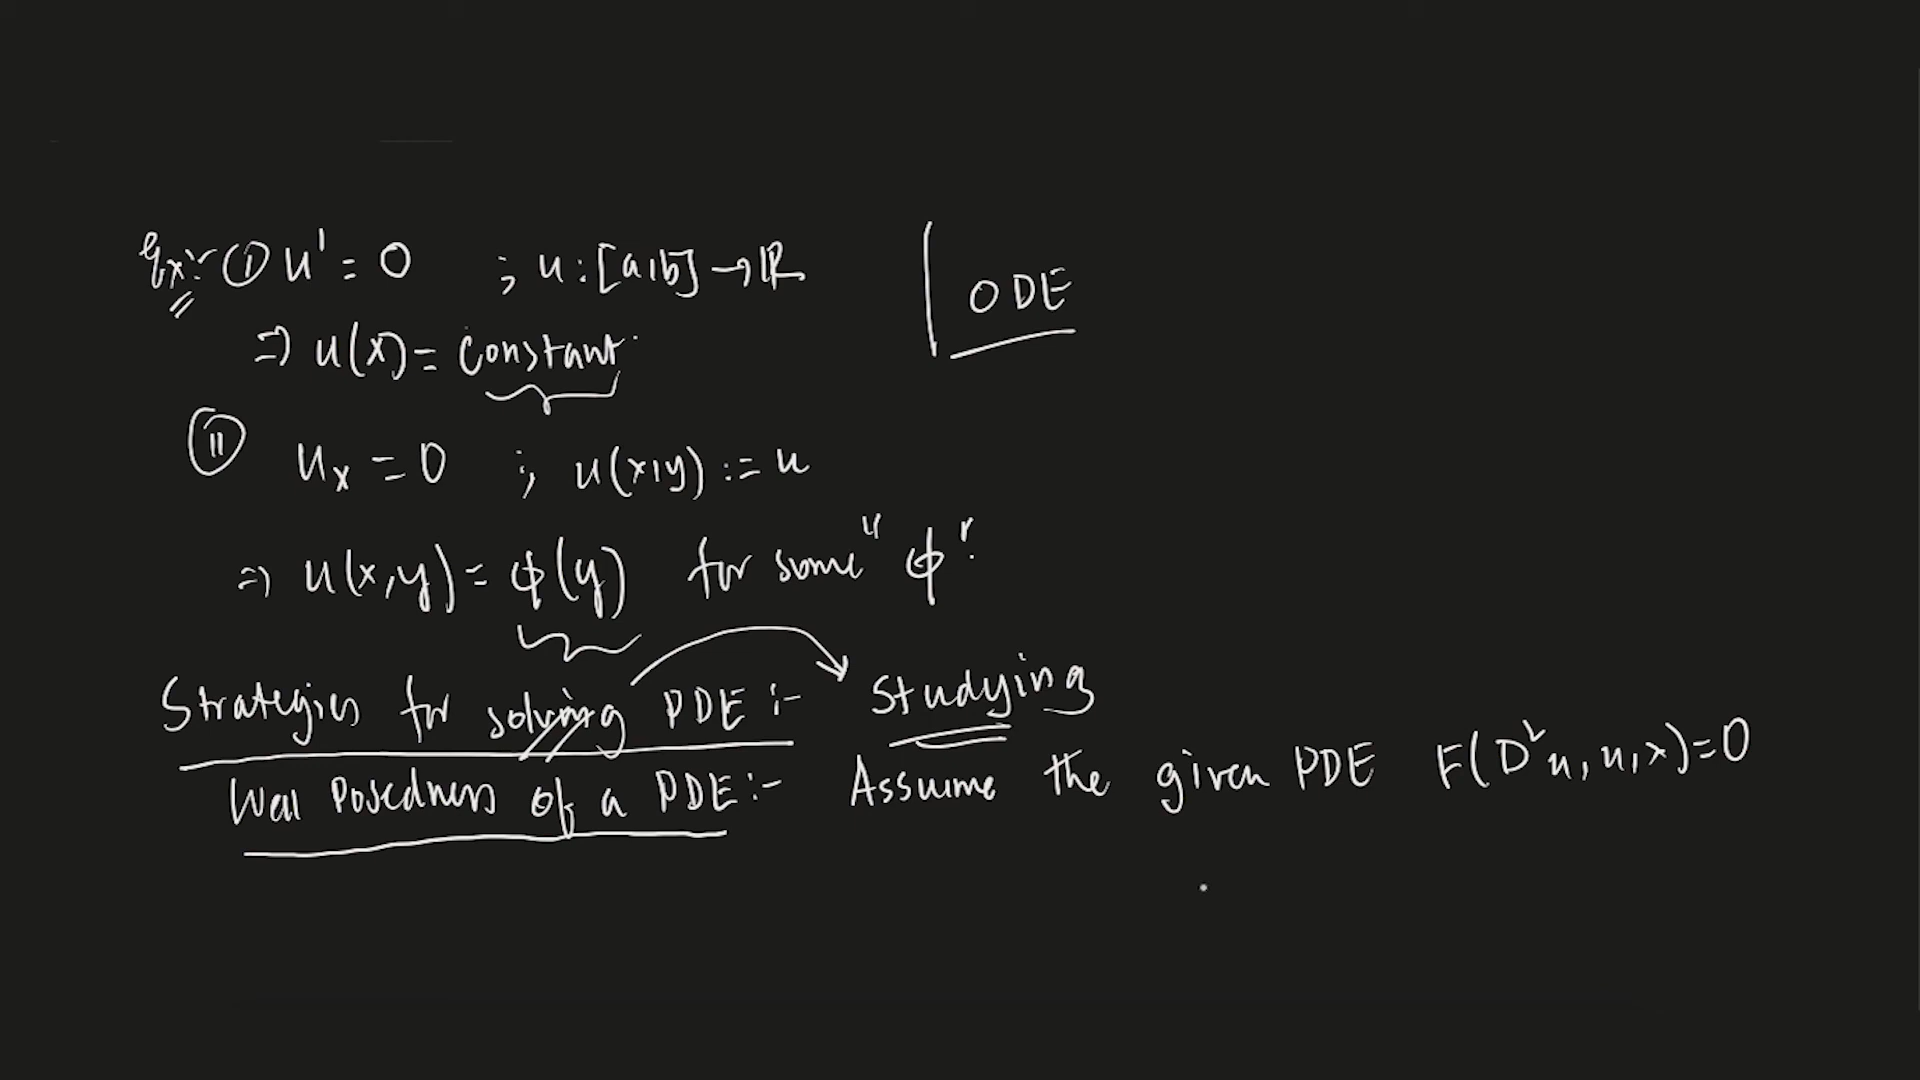 Ex:- ① u' = 0 ; u : [a,b] → ℝ | ODE
⇒ u(x) = constant.
ⓘⓘ u_x = 0 ; u(x,y) := u
⇒ u(x,y) = ϕ(y) for some "ϕ".
Strategies for solving PDE :- Studying
Well Posedness of a PDE :- Assume the given PDE F(D²u, u, x) = 0